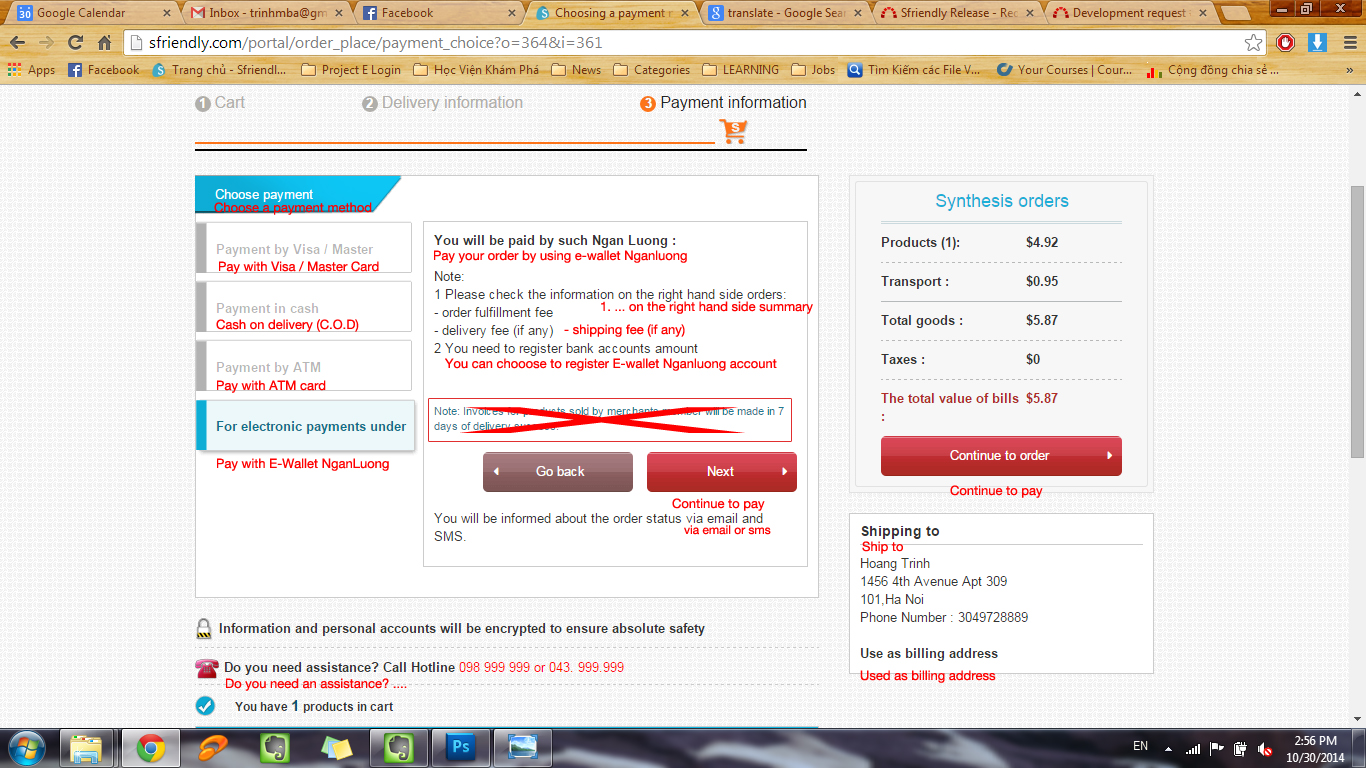 Google Calendar
Inbox - trinhmba@gm
Facebook
Choosing a payment
translate - Google Sear
Sfriendly Release - Rec
Development request
sfriendly.com/portal/order_place/payment_choice?o=364&i=361
Apps
Facebook
Trang chủ - Sfriendl...
Project E Login
Học Viện Khám Phá
News
Categories
LEARNING
Jobs
Tìm Kiếm các File V...
Your Courses | Cour...
Cộng đồng chia sẻ ...
»
1 Cart
2 Delivery information
3 Payment information
S
Choose payment
Choose a payment method
Payment by Visa / Master
Pay with Visa / Master Card
Payment in cash
Cash on delivery (C.O.D)
Payment by ATM
Pay with ATM card
For electronic payments under
Pay with E-Wallet NganLuong
You will be paid by such Ngan Luong :
Pay your order by using e-wallet Nganluong
Note:
1 Please check the information on the right hand side orders:
1. ... on the right hand side summary
- order fulfillment fee
- delivery fee (if any)
- shipping fee (if any)
2 You need to register bank accounts amount
You can chooose to register E-wallet Nganluong account
Note: Invoices for products sold by merchants member will be made in 7
days of delivery success.
Go back
Next
Continue to pay
You will be informed about the order status via email and
via email or sms
SMS.
Synthesis orders
Products (1): $4.92
Transport : $0.95
Total goods : $5.87
Taxes : $0
The total value of bills $5.87
:
Continue to order
Continue to pay
Shipping to
Ship to
Hoang Trinh
1456 4th Avenue Apt 309
101,Ha Noi
Phone Number : 3049728889
Use as billing address
Used as billing address
Information and personal accounts will be encrypted to ensure absolute safety
Do you need assistance? Call Hotline 098 999 999 or 043. 999.999
Do you need an assistance? ....
You have 1 products in cart
Ps
EN
2:56 PM
10/30/2014